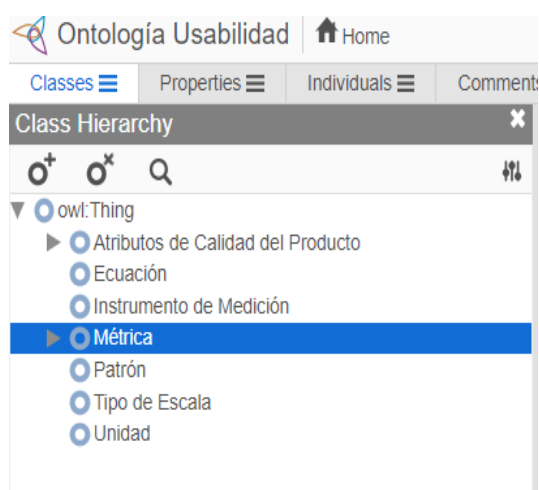 Ontología Usabilidad Home
Classes Properties Individuals Comments
Class Hierarchy
owl:Thing
Atributos de Calidad del Producto
Ecuación
Instrumento de Medición
Métrica
Patrón
Tipo de Escala
Unidad